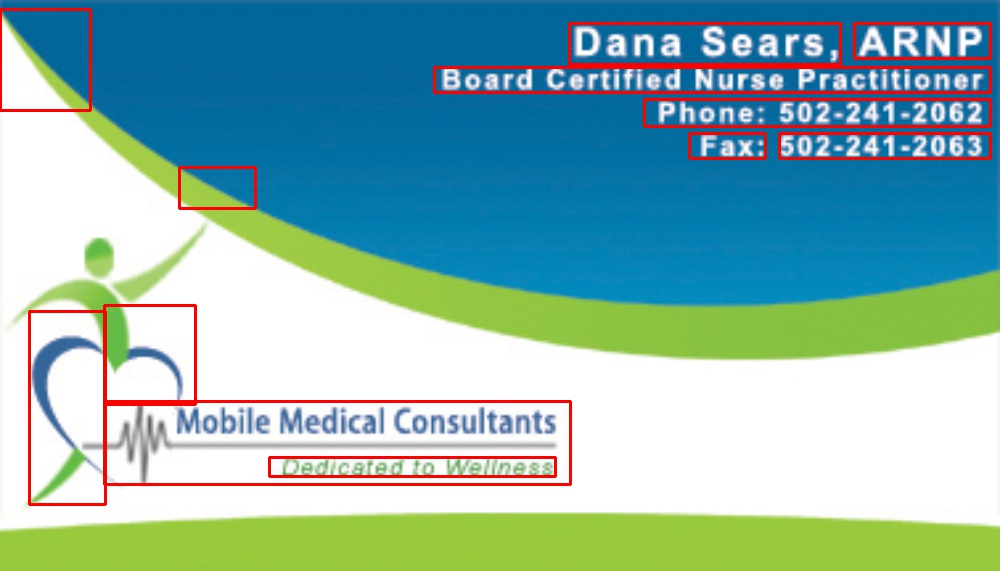 Dana Sears, ARNP
Board Certified Nurse Practitioner
Phone: 502-241-2062
Fax: 502-241-2063
Mobile Medical Consultants
Dedicated to Wellness